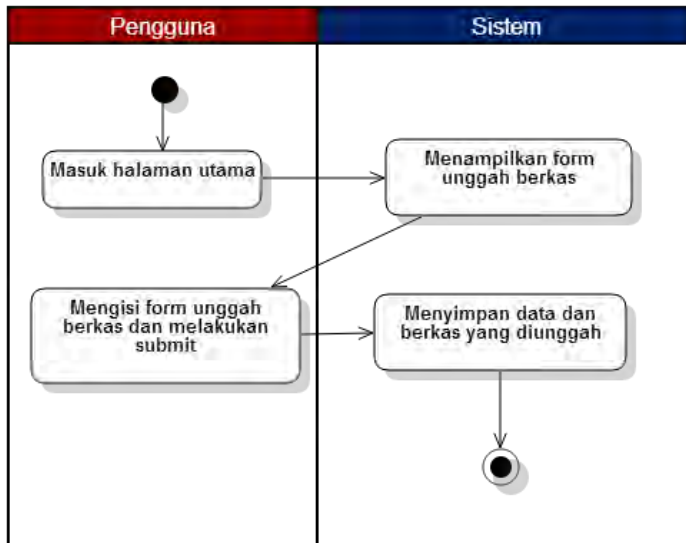 Pengguna
Sistem
Masuk halaman utama
Menampilkan form
unggah berkas
Mengisi form unggah
berkas dan melakukan
submit
Menyimpan data dan
berkas yang diunggah